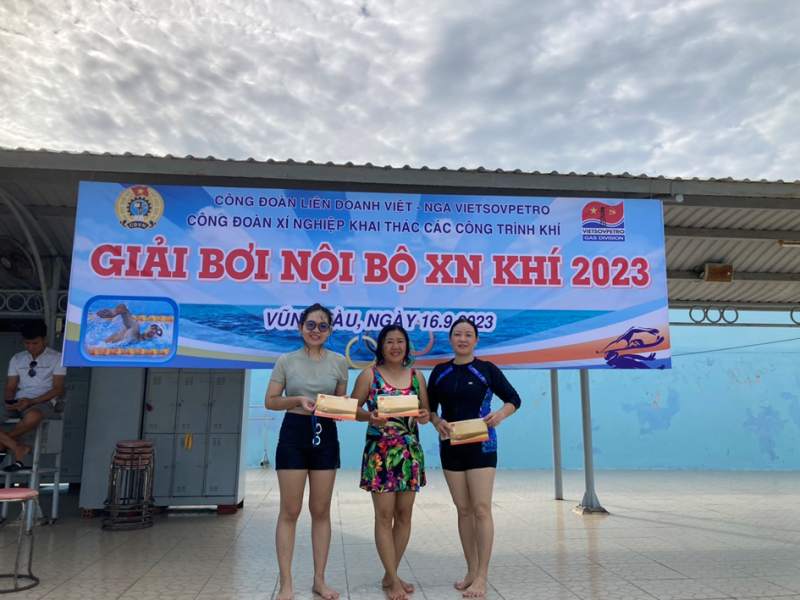 CÔNG ĐOÀN LIÊN DOANH VIỆT - NGA VIETSOVPETRO
CÔNG ĐOÀN XÍ NGHIỆP KHAI THÁC CÁC CÔNG TRÌNH KHÍ
VIETSOVPETRO
GAS DIVISION
GIẢI BƠI NỘI BỘ XN KHÍ 2023
NGÀY 16.9.2023